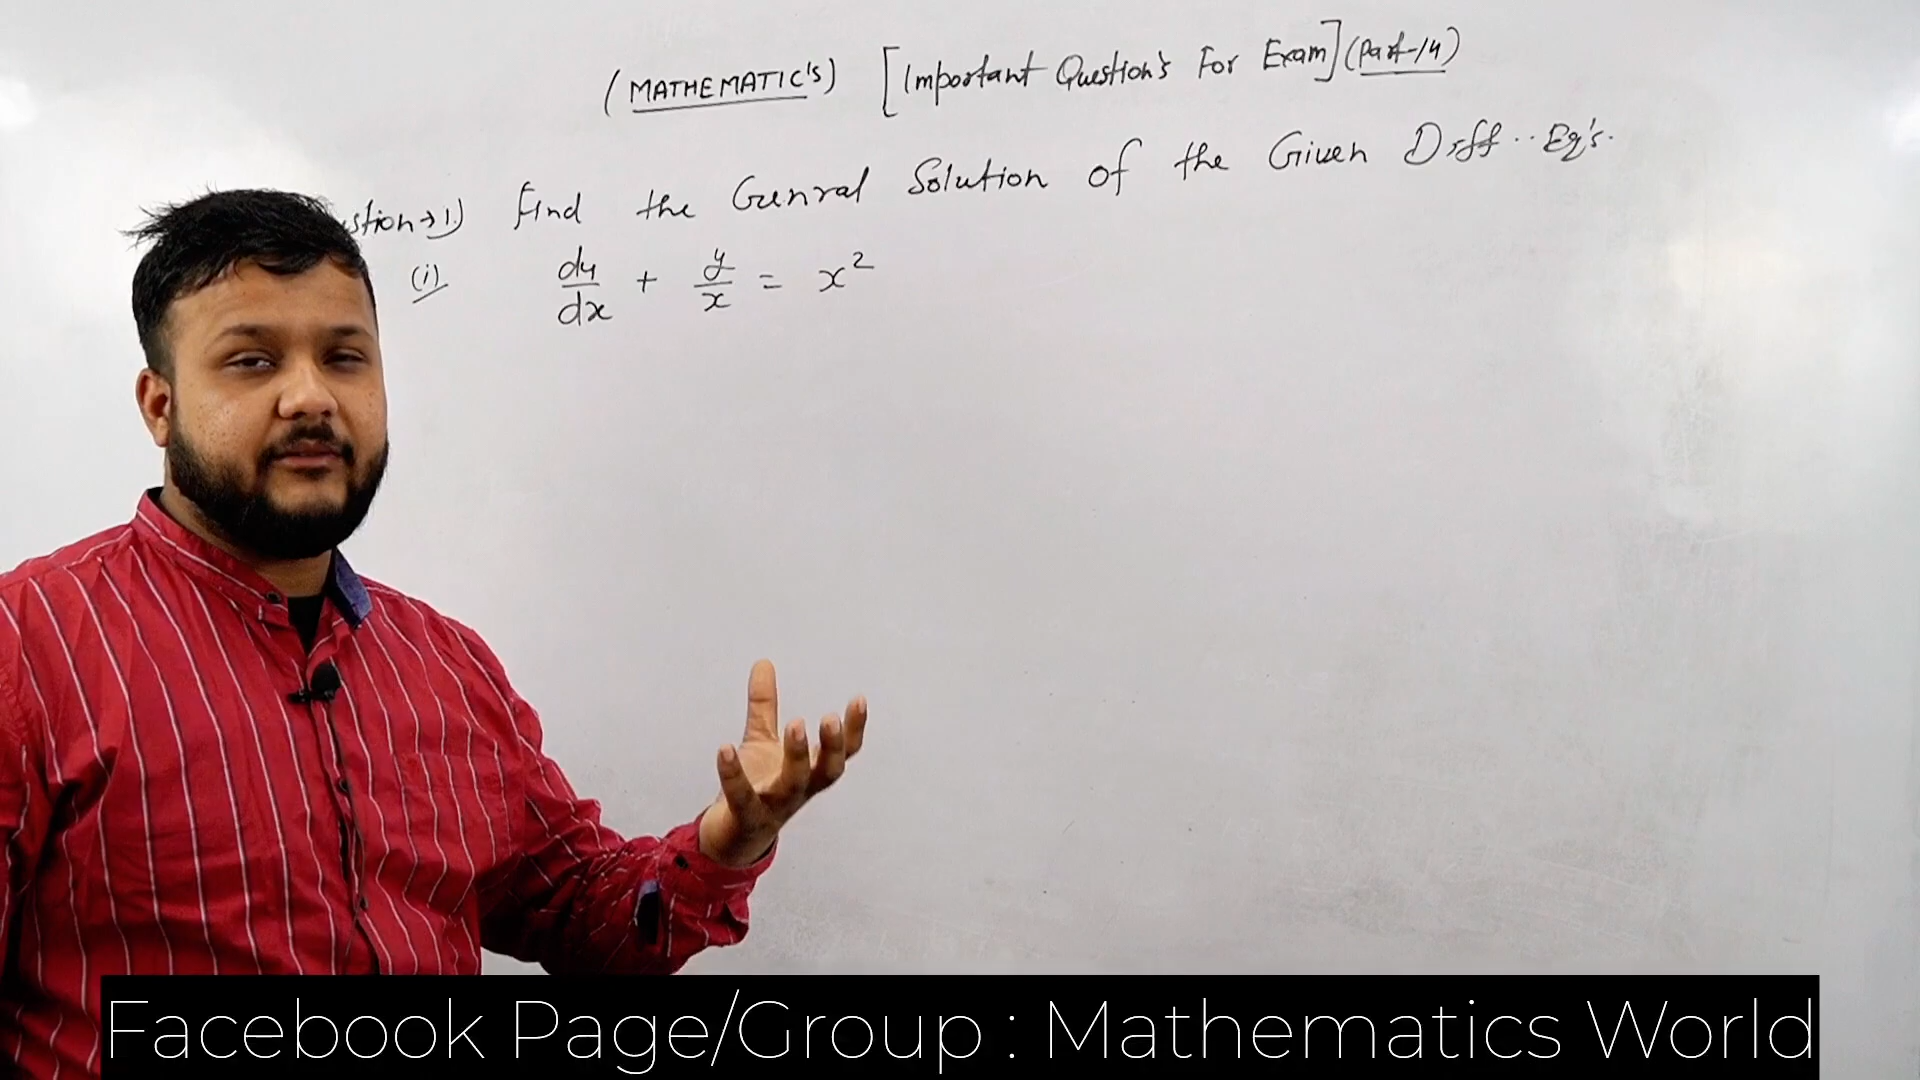 (MATHEMATIC's) [Important Question's For Exam] (Part-14)
stion→1) Find the Genral Solution of the Given Diff.. Eq's.
(i) dy/dx + y/x = x²
Facebook Page/Group : Mathematics World